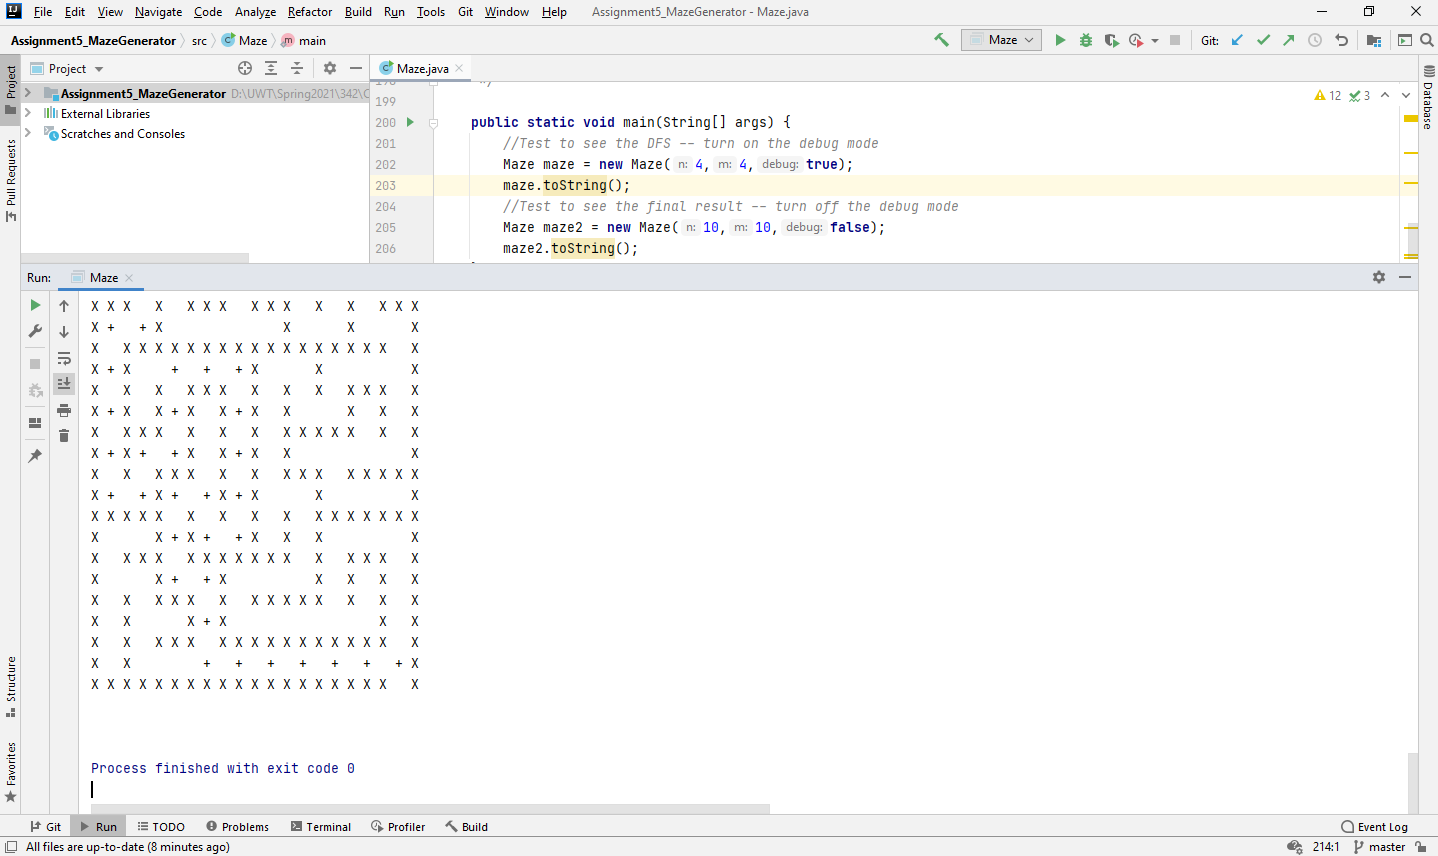 File Edit View Navigate Code Analyze Refactor Build Run Tools Git Window Help Assignment5_MazeGenerator - Maze.java
Assignment5_MazeGenerator src Maze main Maze Git:
Project Maze.java
Assignment5_MazeGenerator D:\UWT\Spring2021\342\
External Libraries
Scratches and Consoles
Project
Pull Requests
Structure
Favorites
Database
12 3
199
200 public static void main(String[] args) {
201 //Test to see the DFS -- turn on the debug mode
202 Maze maze = new Maze( n: 4, m: 4, debug: true);
203 maze.toString();
204 //Test to see the final result -- turn off the debug mode
205 Maze maze2 = new Maze( n: 10, m: 10, debug: false);
206 maze2.toString();
Run: Maze
X X X   X   X X X   X X X   X   X   X X X
X +   + X               X       X       X
X   X X X X X X X X X X X X X X X X X   X
X + X     +   +   + X       X           X
X   X   X   X X   X   X   X   X X X   X
X + X   X + X   + X   X       X   X   X
X   X X X   X   X   X   X X X X X   X   X
X + X +   + X   + X   X               X
X   X   X X X   X   X   X X X   X X X X X
X +   + X +   + X + X       X           X
X X X X X   X   X   X   X   X X X X X X X
X       X + X +   + X   X   X           X
X   X X X   X X X X X X X   X   X X X   X
X       X +   + X           X   X   X   X
X   X   X X X   X   X X X X X   X   X   X
X   X       X + X                   X   X
X   X   X X X   X X X X X X X X X X X   X
X   X         +   +   +   +   +   +   + X
X X X X X X X X X X X X X X X X X X X   X
Process finished with exit code 0
Git Run TODO Problems Terminal Profiler Build Event Log
All files are up-to-date (8 minutes ago) 214:1 master